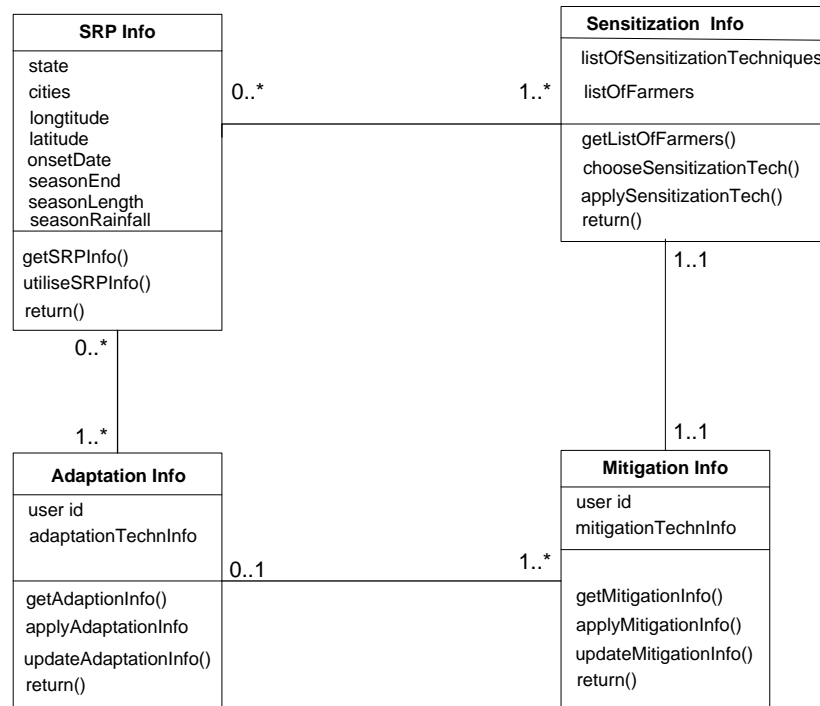 SRP Info
state
cities
longtitude
latitude
onsetDate
seasonEnd
seasonLength
seasonRainfall
getSRPInfo()
utiliseSRPInfo()
return()
0..*
1..*
Sensitization Info
listOfSensitizationTechniques
listOfFarmers
getListOfFarmers()
chooseSensitizationTech()
applySensitizationTech()
return()
0..*
1..*
1..1
1..1
Adaptation Info
user id
adaptationTechnInfo
getAdaptionInfo()
applyAdaptationInfo
updateAdaptationInfo()
return()
0..1
1..*
Mitigation Info
user id
mitigationTechnInfo
getMitigationInfo()
applyMitigationInfo()
updateMitigationInfo()
return()